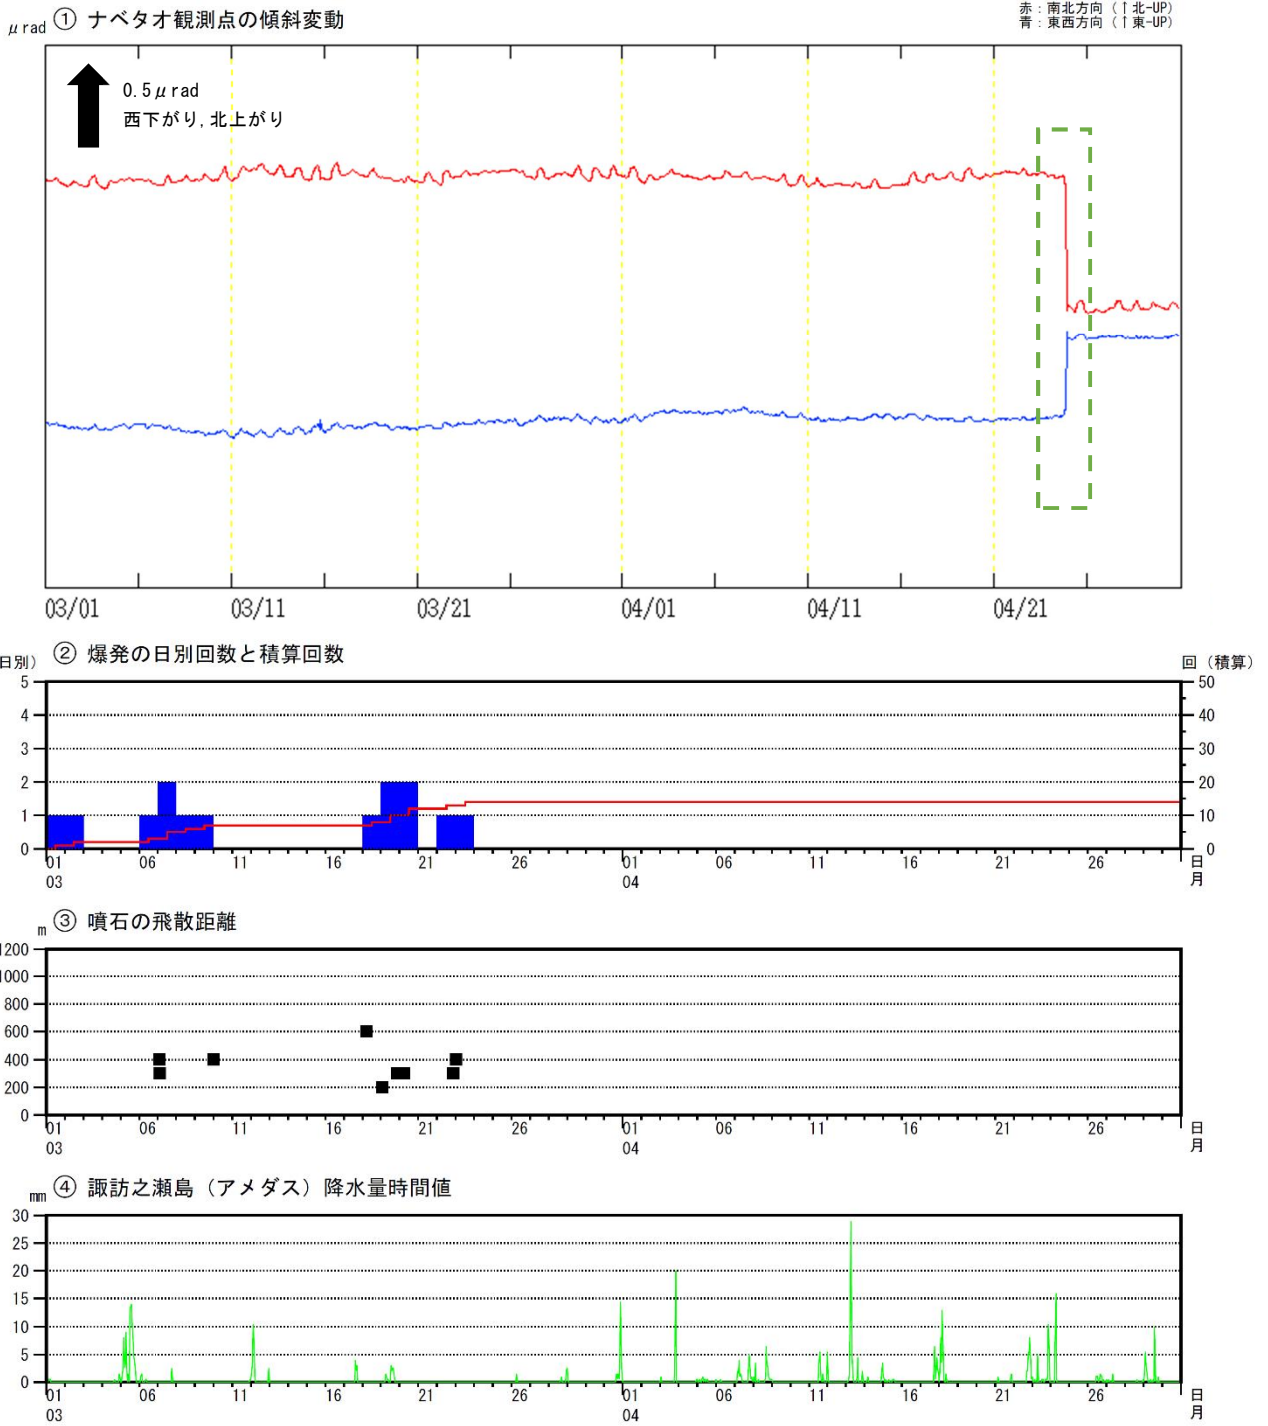 μrad ① ナベタオ観測点の傾斜変動
赤：南北方向（↑北-UP）
青：東西方向（↑東-UP）
0.5μrad
西下がり,北上がり
03/01 03/11 03/21 04/01 04/11 04/21
日別） ② 爆発の日別回数と積算回数 回（積算）
5 50
4 40
3 30
2 20
1 10
0 0
01 06 11 16 21 26 01 06 11 16 21 26 日
03 04 月
m ③ 噴石の飛散距離
1200
1000
800
600
400
200
0
01 06 11 16 21 26 01 06 11 16 21 26 日
03 04 月
mm ④ 諏訪之瀬島（アメダス）降水量時間値
30
25
20
15
10
5
0
01 06 11 16 21 26 01 06 11 16 21 26 日
03 04 月